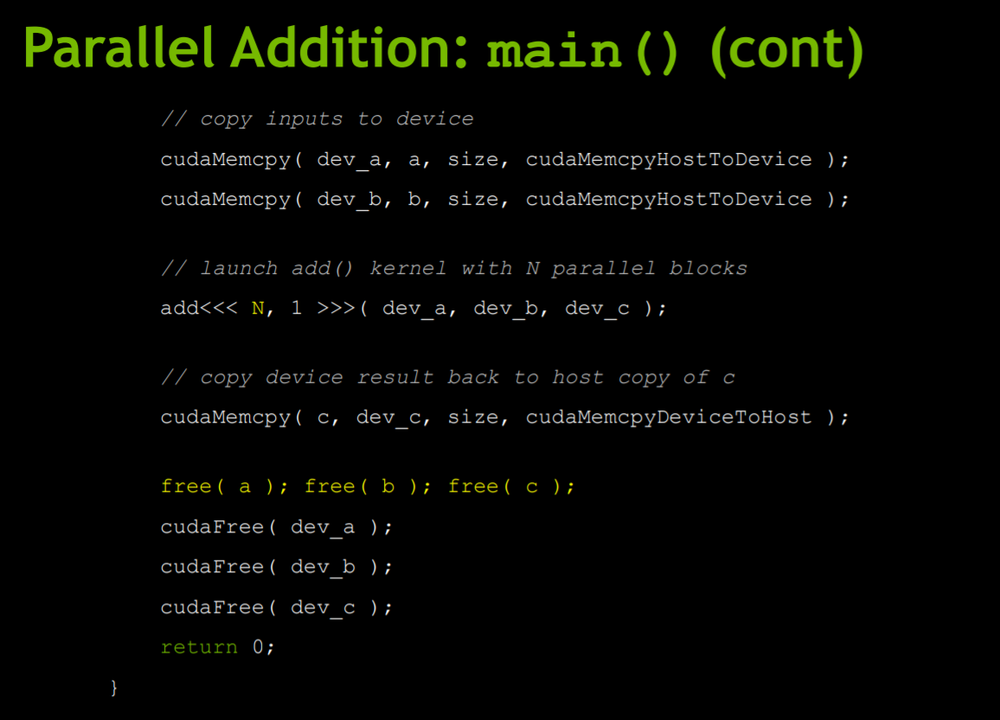 Parallel Addition: main() (cont)
// copy inputs to device
cudaMemcpy( dev_a, a, size, cudaMemcpyHostToDevice );
cudaMemcpy( dev_b, b, size, cudaMemcpyHostToDevice );
// launch add() kernel with N parallel blocks
add<<< N, 1 >>>( dev_a, dev_b, dev_c );
// copy device result back to host copy of c
cudaMemcpy( c, dev_c, size, cudaMemcpyDeviceToHost );
free( a ); free( b ); free( c );
cudaFree( dev_a );
cudaFree( dev_b );
cudaFree( dev_c );
return 0;
}